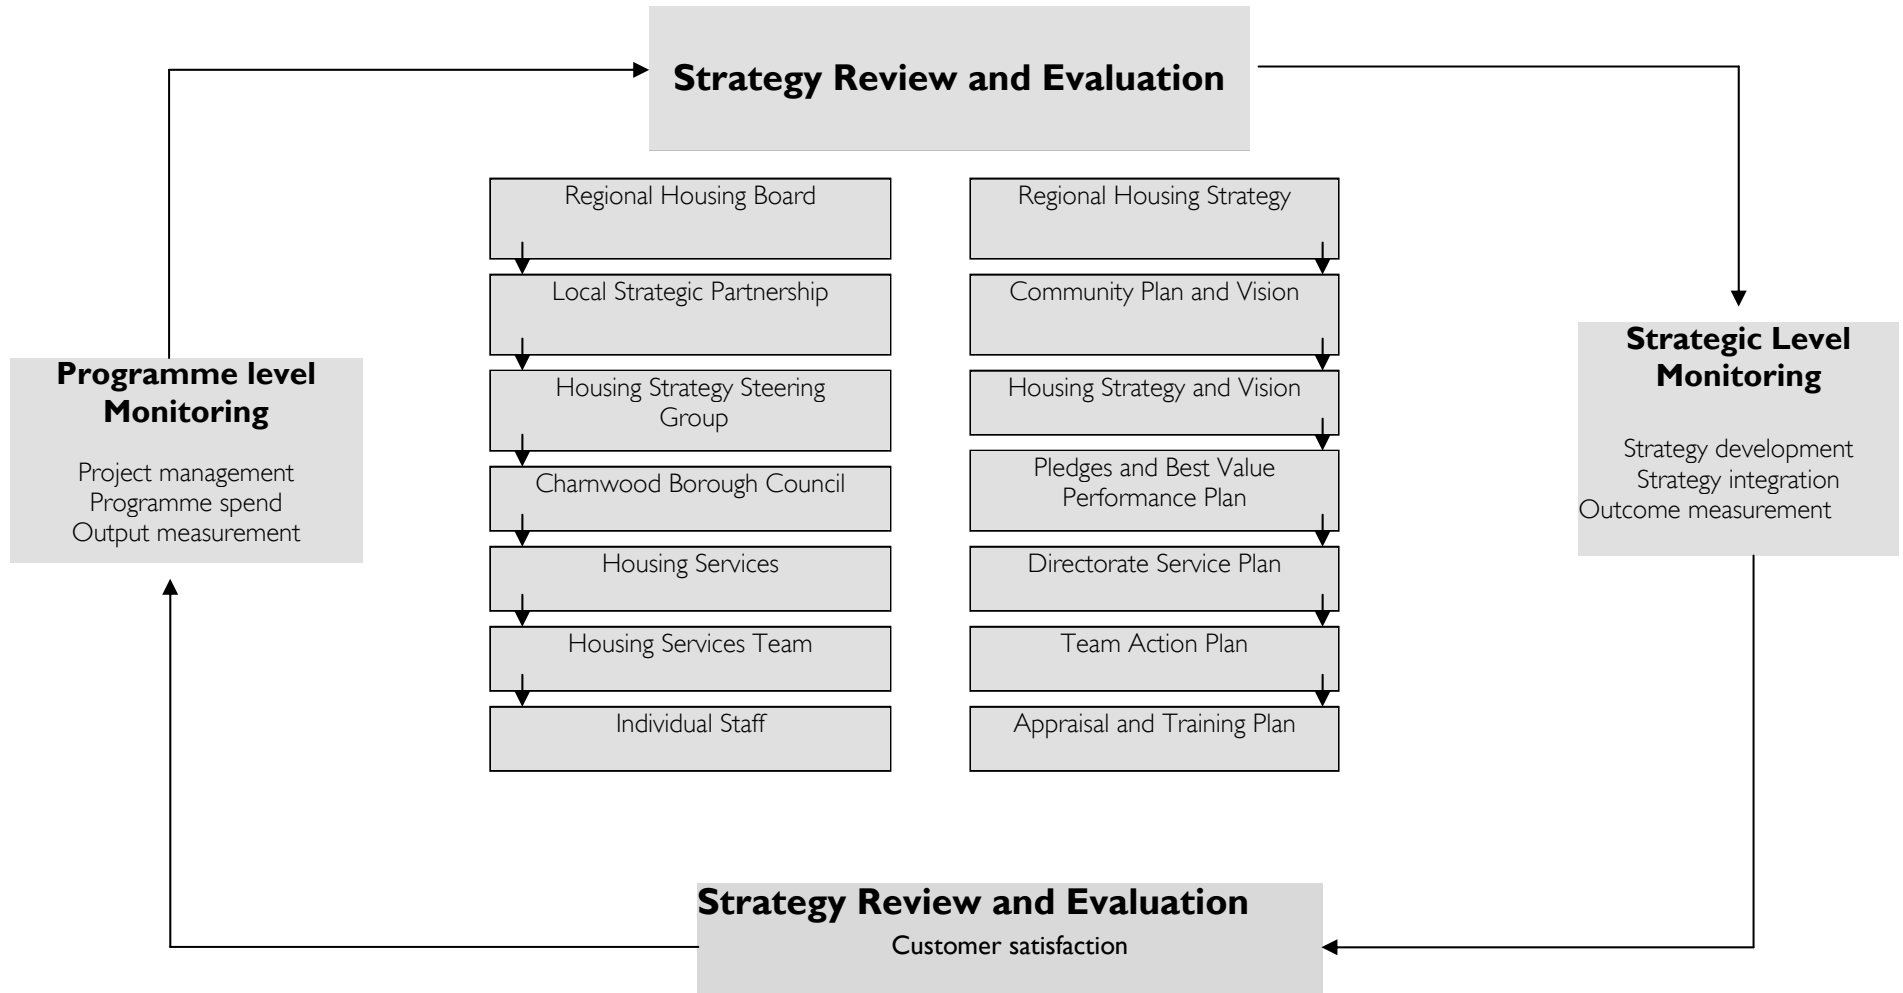 Strategy Review and Evaluation
Regional Housing Board
Local Strategic Partnership
Housing Strategy Steering
Group
Charnwood Borough Council
Housing Services
Housing Services Team
Individual Staff
Regional Housing Strategy
Community Plan and Vision
Housing Strategy and Vision
Pledges and Best Value
Performance Plan
Directorate Service Plan
Team Action Plan
Appraisal and Training Plan
Strategic Level
Monitoring
Strategy development
Strategy integration
Outcome measurement
Strategy Review and Evaluation
Customer satisfaction
Programme level
Monitoring
Project management
Programme spend
Output measurement